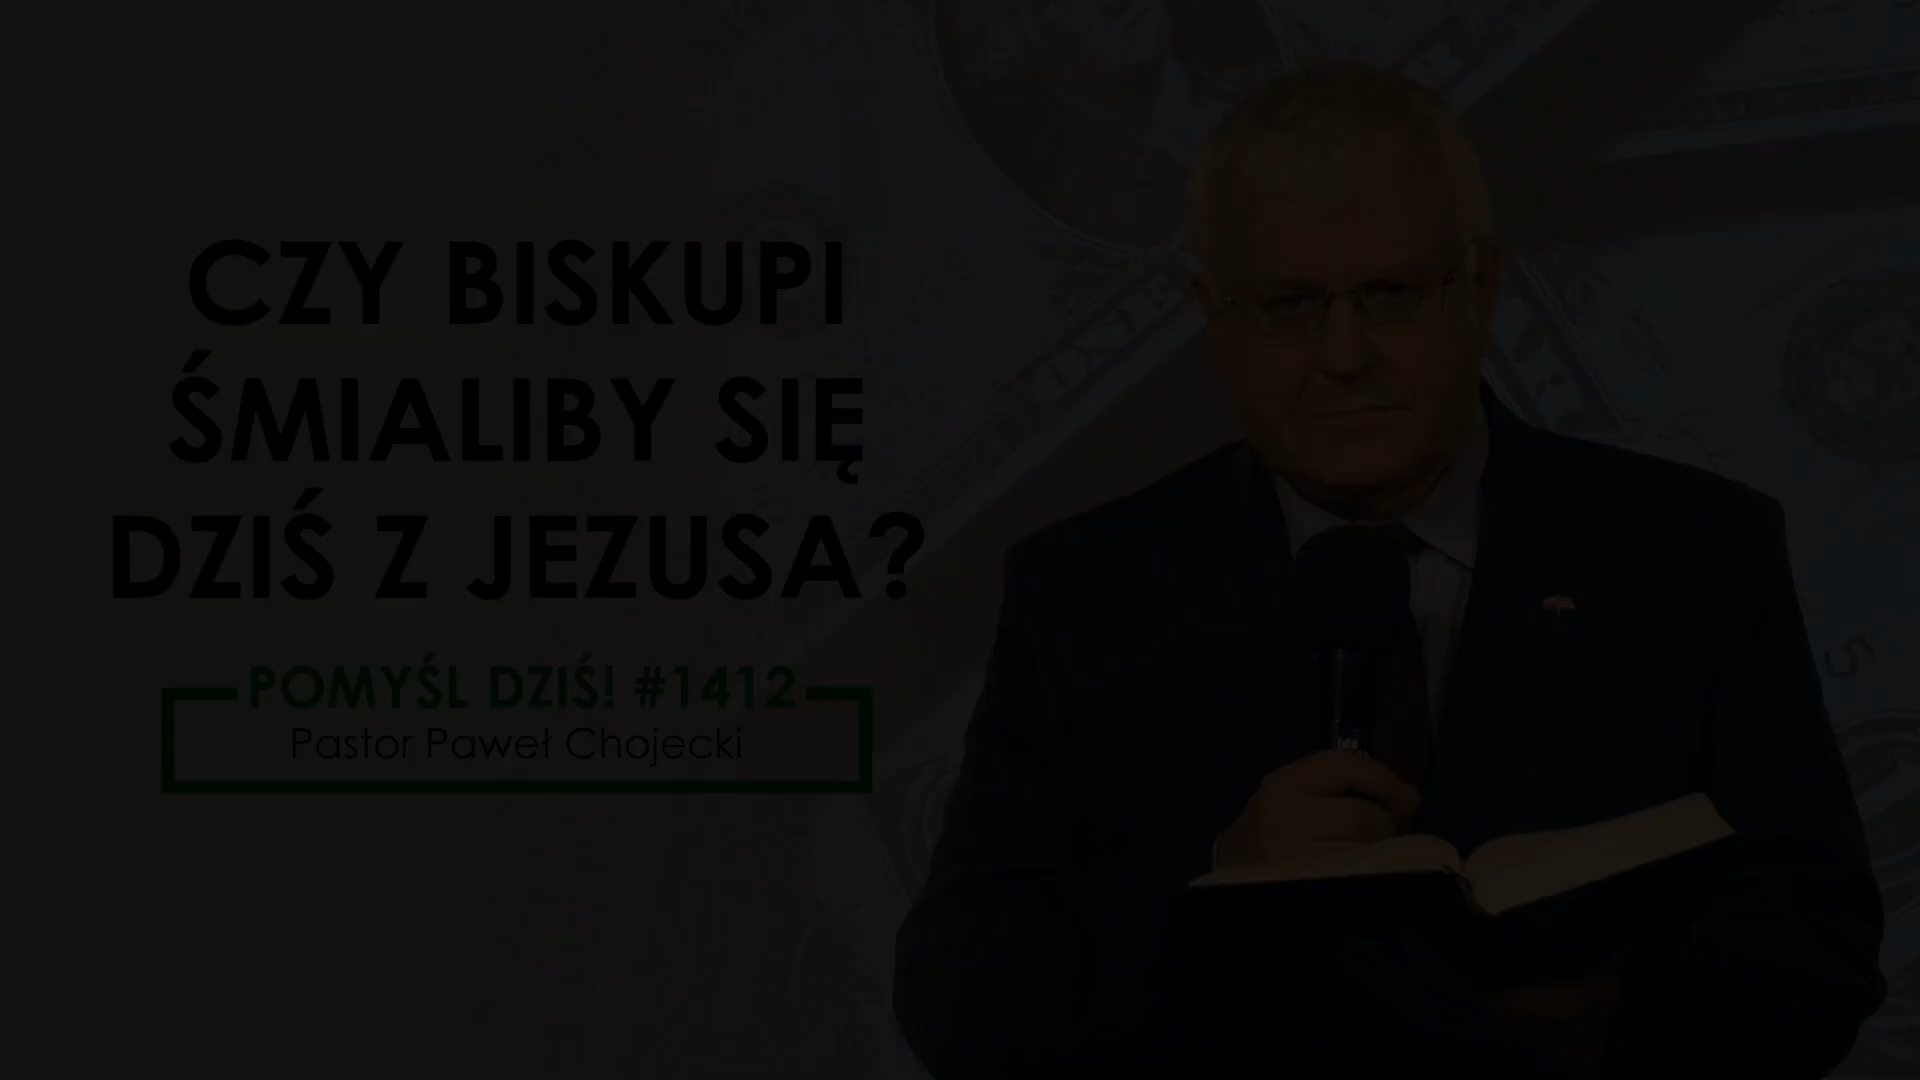 CZY BISKUPI
ŚMIALIBY SIĘ
DZIŚ Z JEZUSA?
POMYŚL DZIŚ! #1412
Pastor Paweł Chojecki